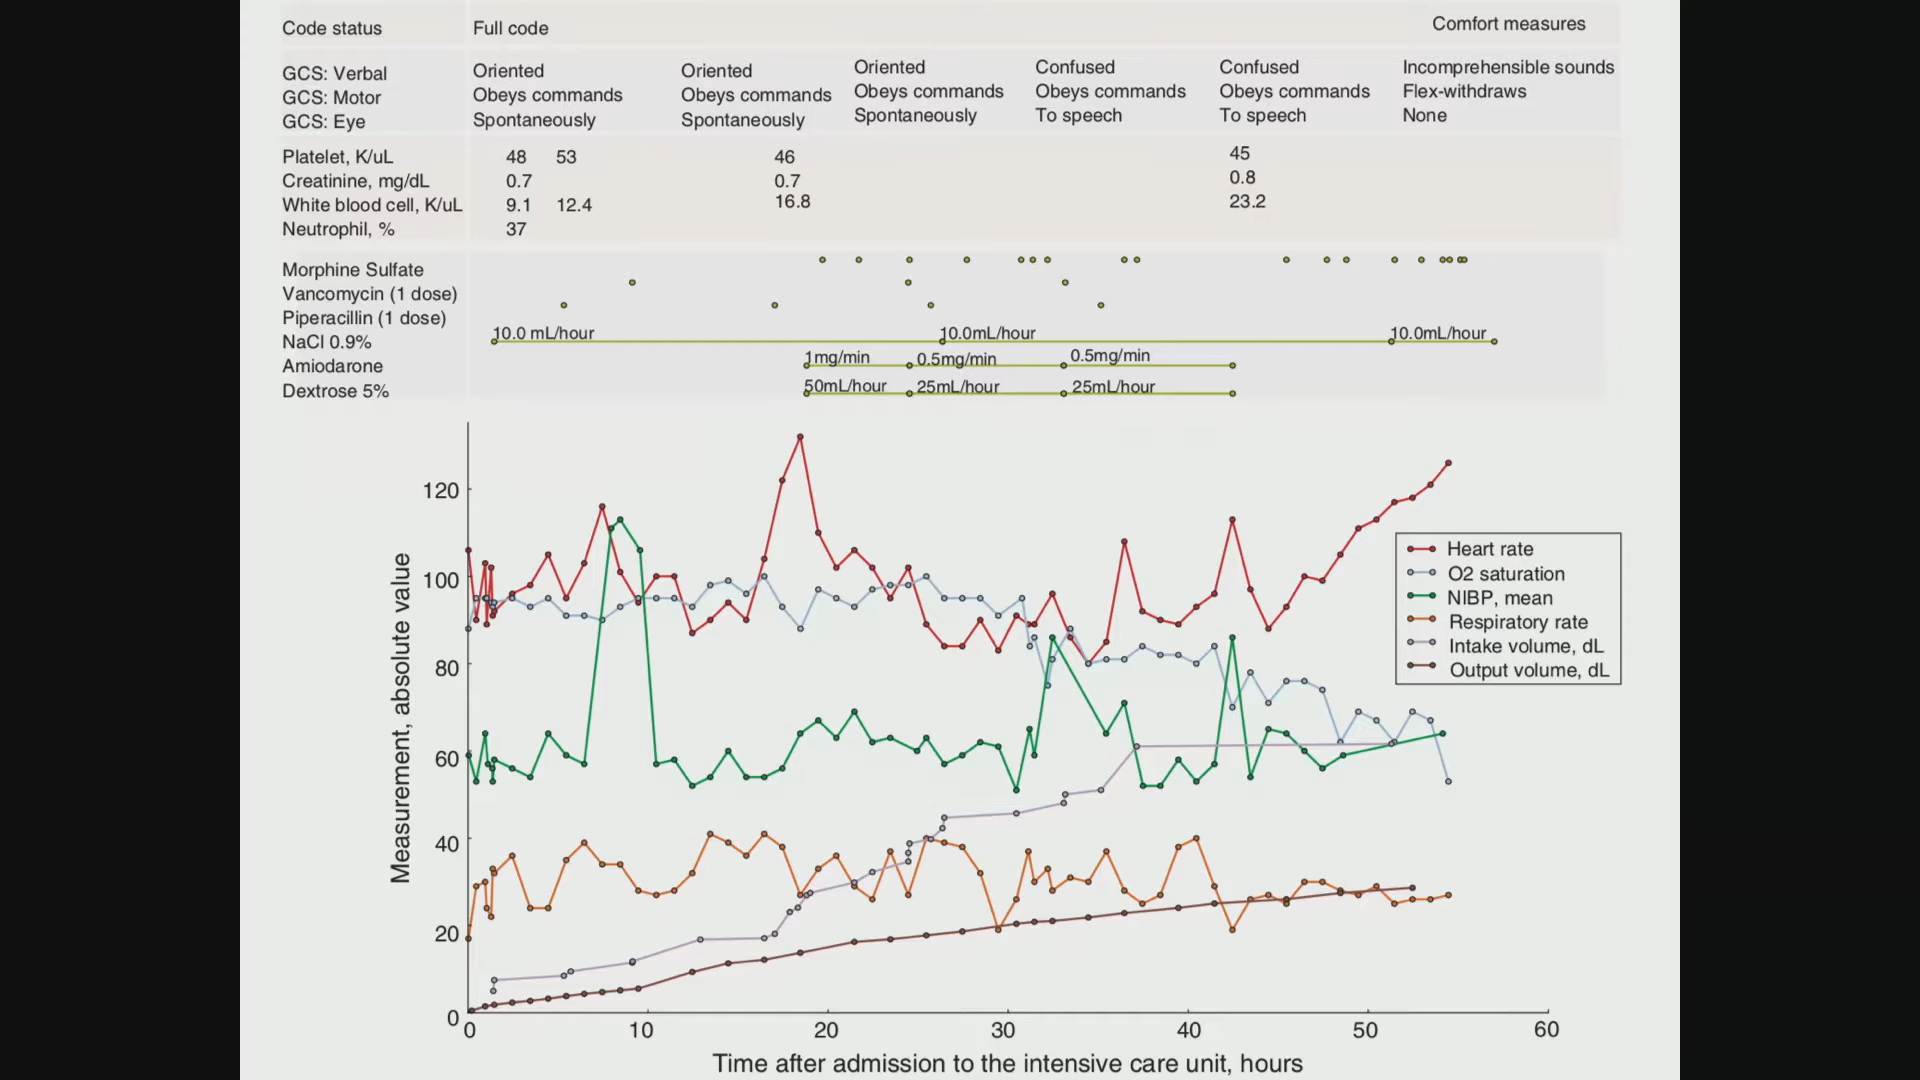 Code status Full code Comfort measures
GCS: Verbal Oriented Oriented Oriented Confused Confused Incomprehensible sounds
GCS: Motor Obeys commands Obeys commands Obeys commands Obeys commands Obeys commands Flex-withdraws
GCS: Eye Spontaneously Spontaneously Spontaneously To speech To speech None
Platelet, K/uL 48 53 46 45
Creatinine, mg/dL 0.7 0.7 0.8
White blood cell, K/uL 9.1 12.4 16.8 23.2
Neutrophil, % 37
Morphine Sulfate
Vancomycin (1 dose)
Piperacillin (1 dose)
NaCl 0.9% 10.0 mL/hour 10.0mL/hour 10.0mL/hour
Amiodarone 1mg/min 0.5mg/min 0.5mg/min
Dextrose 5% 50mL/hour 25mL/hour 25mL/hour
Measurement, absolute value
120
100
80
60
40
20
0
Heart rate
O2 saturation
NIBP, mean
Respiratory rate
Intake volume, dL
Output volume, dL
0 10 20 30 40 50 60
Time after admission to the intensive care unit, hours